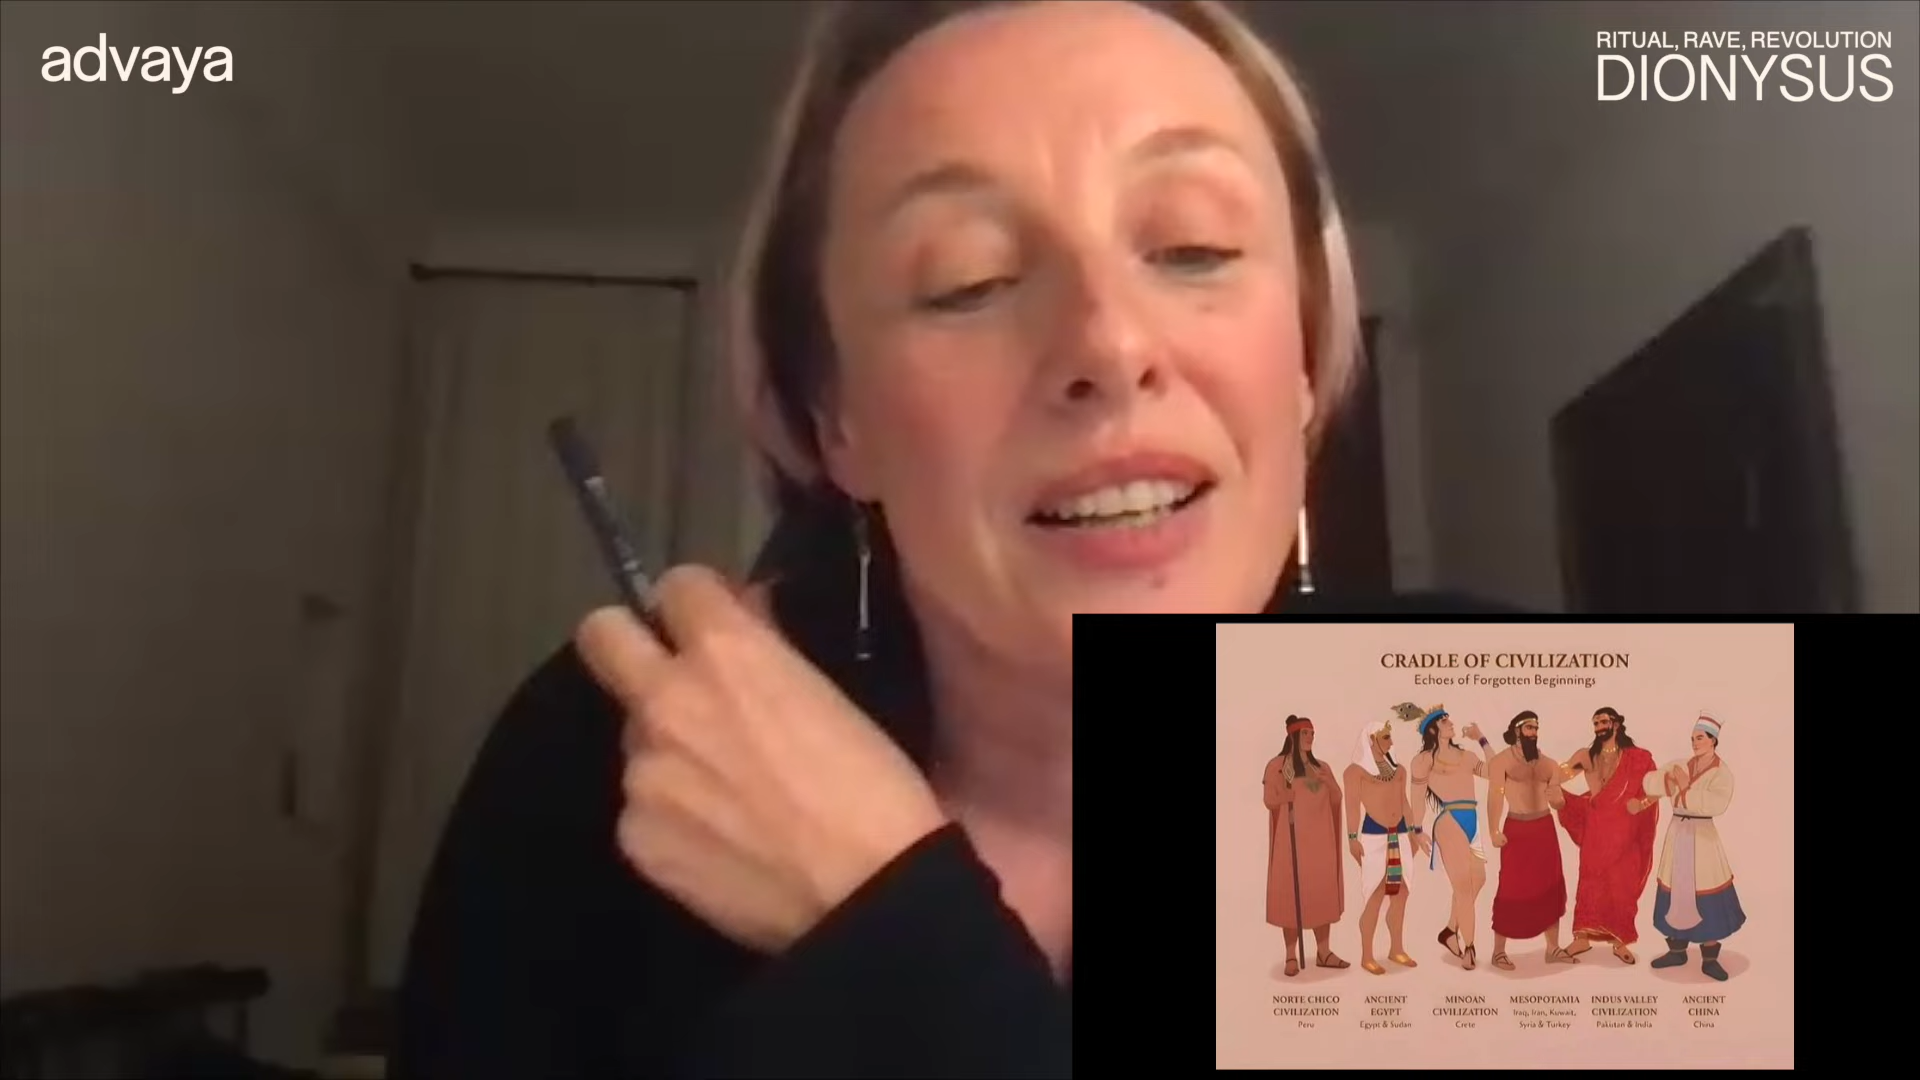 advaya
RITUAL, RAVE, REVOLUTION
DIONYSUS
CRADLE OF CIVILIZATION
Echoes of Forgotten Beginnings
NORTE CHICO
CIVILIZATION
Peru
ANCIENT
EGYPT
Egypt & Sudan
MINOAN
CIVILIZATION
Crete
MESOPOTAMIA
Iraq, Iran, Kuwait,
Syria & Turkey
INDUS VALLEY
CIVILIZATION
Pakistan & India
ANCIENT
CHINA
China